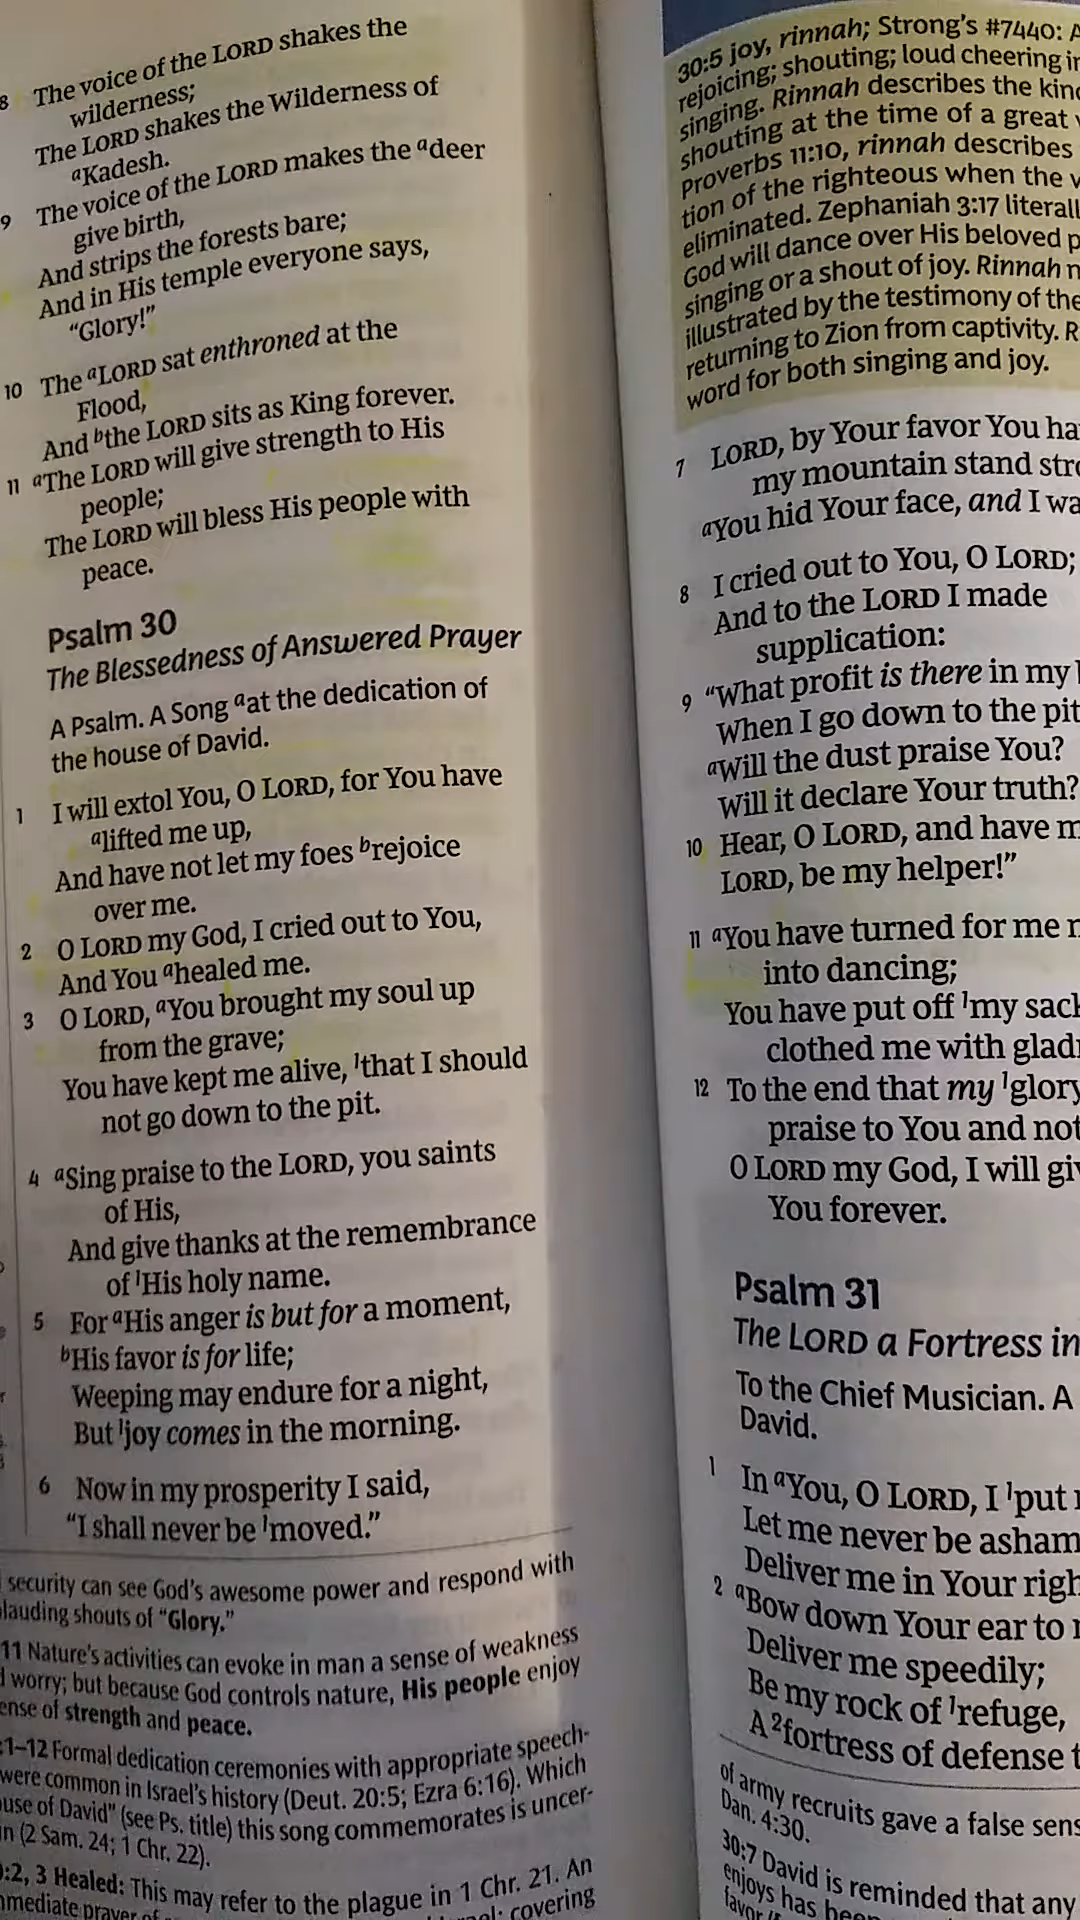 8 The voice of the LORD shakes the
wilderness;
The LORD shakes the Wilderness of
aKadesh.
9 The voice of the LORD makes the adeer
give birth,
And strips the forests bare;
And in His temple everyone says,
“Glory!”
10 The aLORD sat enthroned at the
Flood,
And bthe LORD sits as King forever.
11 aThe LORD will give strength to His
people;
The LORD will bless His people with
peace.
Psalm 30
The Blessedness of Answered Prayer
A Psalm. A Song aat the dedication of
the house of David.
1 I will extol You, O LORD, for You have
alifted me up,
And have not let my foes brejoice
over me.
2 O LORD my God, I cried out to You,
And You ahealed me.
3 O LORD, aYou brought my soul up
from the grave;
You have kept me alive, 1that I should
not go down to the pit.
4 aSing praise to the LORD, you saints
of His,
And give thanks at the remembrance
of 1His holy name.
5 For aHis anger is but for a moment,
bHis favor is for life;
Weeping may endure for a night,
But 1joy comes in the morning.
6 Now in my prosperity I said,
“I shall never be 1moved.”
security can see God’s awesome power and respond with
lauding shouts of “Glory.”
11 Nature’s activities can evoke in man a sense of weakness
worry; but because God controls nature, His people enjoy
ense of strength and peace.
:1–12 Formal dedication ceremonies with appropriate speech-
were common in Israel’s history (Deut. 20:5; Ezra 6:16). Which
use of David” (see Ps. title) this song commemorates is uncer-
n (2 Sam. 24; 1 Chr. 22).
:2, 3 Healed: This may refer to the plague in 1 Chr. 21. An
mediate prayer of
covering
30:5 joy, rinnah; Strong’s #7440: A
rejoicing; shouting; loud cheering in
singing. Rinnah describes the kind
shouting at the time of a great
Proverbs 11:10, rinnah describes
tion of the righteous when the
eliminated. Zephaniah 3:17 literall
God will dance over His beloved p
singing or a shout of joy. Rinnah
illustrated by the testimony of the
returning to Zion from captivity. R
word for both singing and joy.
7 LORD, by Your favor You ha
my mountain stand stro
aYou hid Your face, and I wa
8 I cried out to You, O LORD;
And to the LORD I made
supplication:
9 “What profit is there in my
When I go down to the pit
aWill the dust praise You?
Will it declare Your truth?
10 Hear, O LORD, and have m
LORD, be my helper!”
11 aYou have turned for me
into dancing;
You have put off 1my sack
clothed me with gladn
12 To the end that my 1glory
praise to You and not
O LORD my God, I will giv
You forever.
Psalm 31
The LORD a Fortress in
To the Chief Musician. A
David.
1 In aYou, O LORD, I 1put
Let me never be asham
Deliver me in Your righ
2 aBow down Your ear to
Deliver me speedily;
Be my rock of 1refuge,
A 2fortress of defense t
of army recruits gave a false sens
Dan. 4:30.
30:7 David is reminded that any
enjoys has been
favor